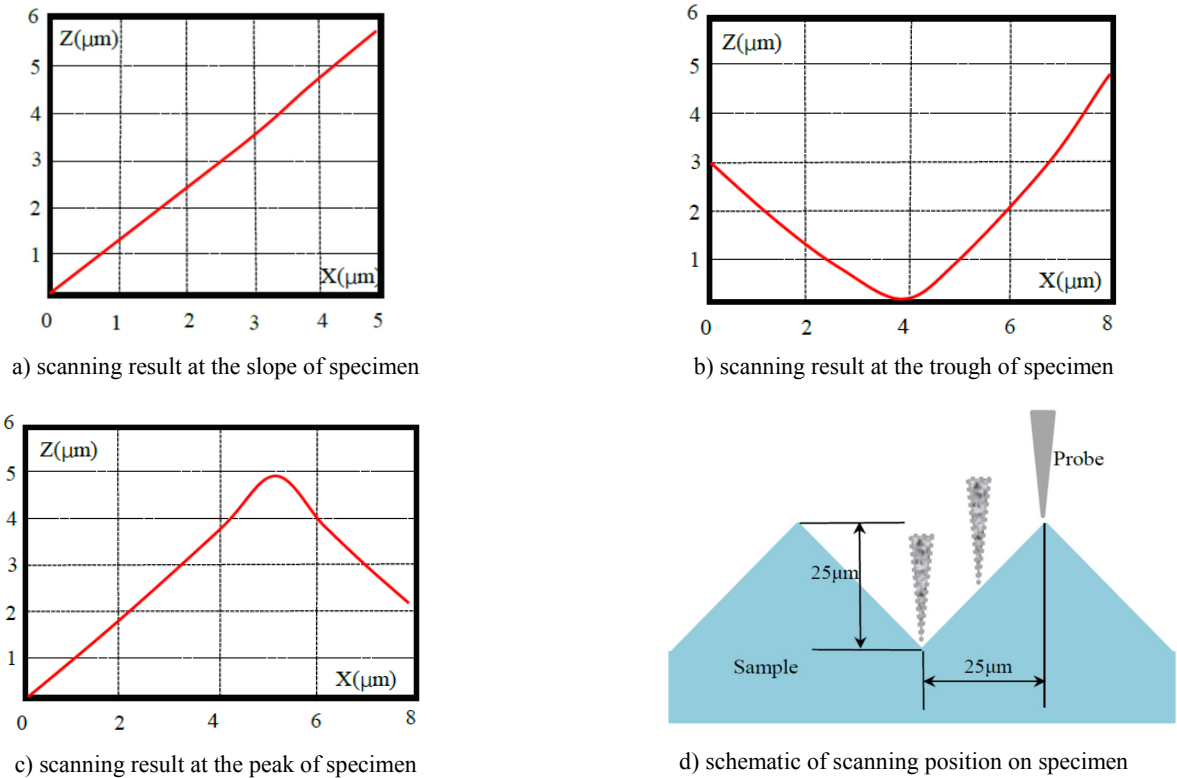 6
Z(μm)
5
4
3
2
1
X(μm)
0 1 2 3 4 5
a) scanning result at the slope of specimen
6
Z(μm)
5
4
3
2
1
X(μm)
0 2 4 6 8
b) scanning result at the trough of specimen
6
Z(μm)
5
4
3
2
1
X(μm)
0 2 4 6 8
c) scanning result at the peak of specimen
Probe
25μm
Sample
25μm
d) schematic of scanning position on specimen